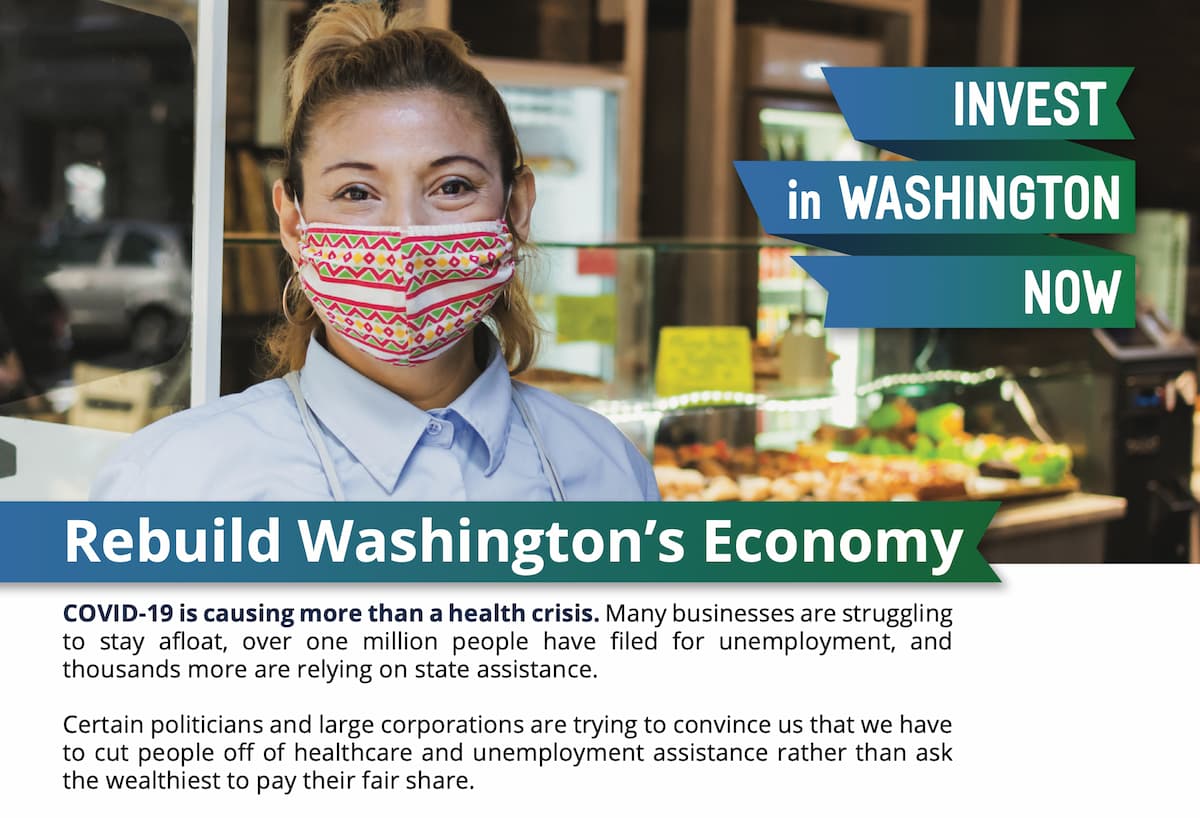 INVEST
in WASHINGTON
NOW
Rebuild Washington’s Economy
COVID-19 is causing more than a health crisis. Many businesses are struggling
to stay afloat, over one million people have filed for unemployment, and
thousands more are relying on state assistance.
Certain politicians and large corporations are trying to convince us that we have
to cut people off of healthcare and unemployment assistance rather than ask
the wealthiest to pay their fair share.